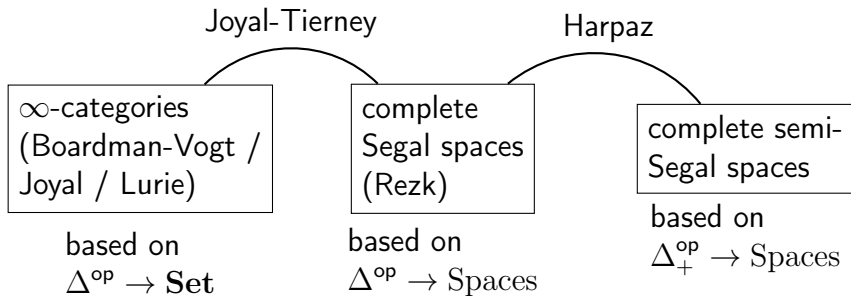 Joyal-Tierney
Harpaz
∞-categories
(Boardman-Vogt /
Joyal / Lurie)
complete
Segal spaces
(Rezk)
complete semi-
Segal spaces
based on
Δ^op → Set
based on
Δ^op → Spaces
based on
Δ₊^op → Spaces